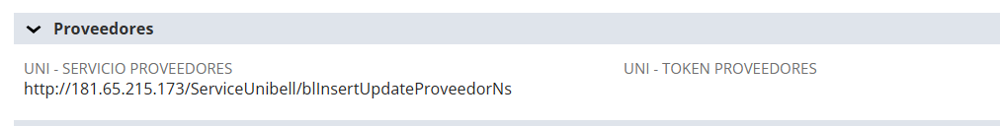 Proveedores
UNI - SERVICIO PROVEEDORES
http://181.65.215.173/ServiceUnibell/blInsertUpdateProveedorNs
UNI - TOKEN PROVEEDORES